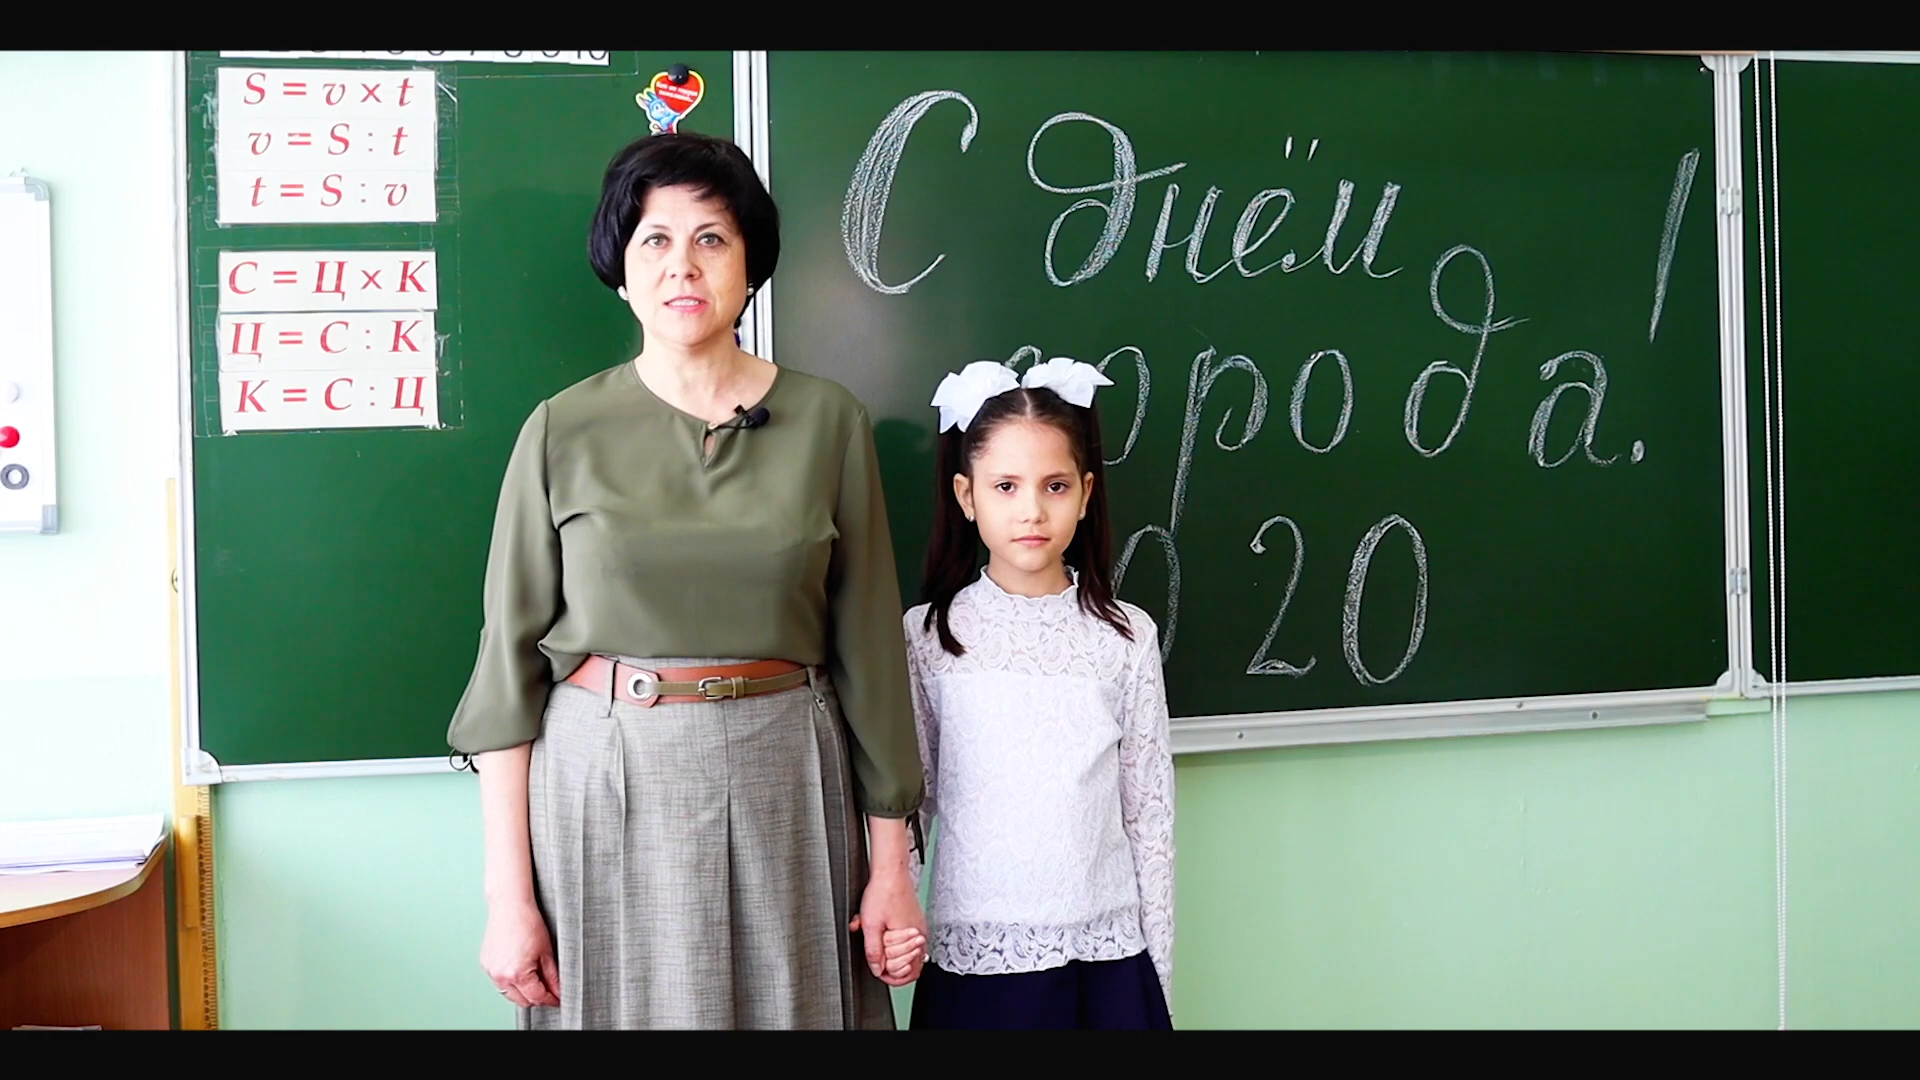 S = v × t
v = S : t
t = S : v
С = Ц × К
Ц = С : К
К = С : Ц
С днём
города.!
20